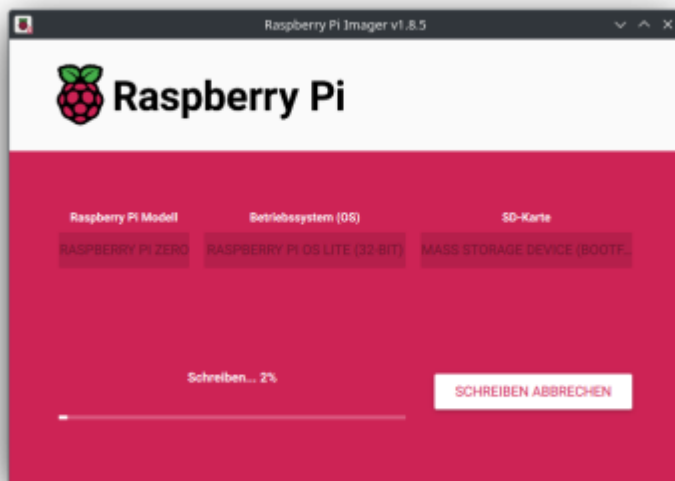 Raspberry Pi Imager v1.8.5
Raspberry Pi
Raspberry Pi Modell
Betriebssystem (OS)
SD-Karte
RASPBERRY PI ZERO
RASPBERRY PI OS LITE (32-BIT)
MASS STORAGE DEVICE (BOOTF...
Schreiben... 2%
SCHREIBEN ABBRECHEN